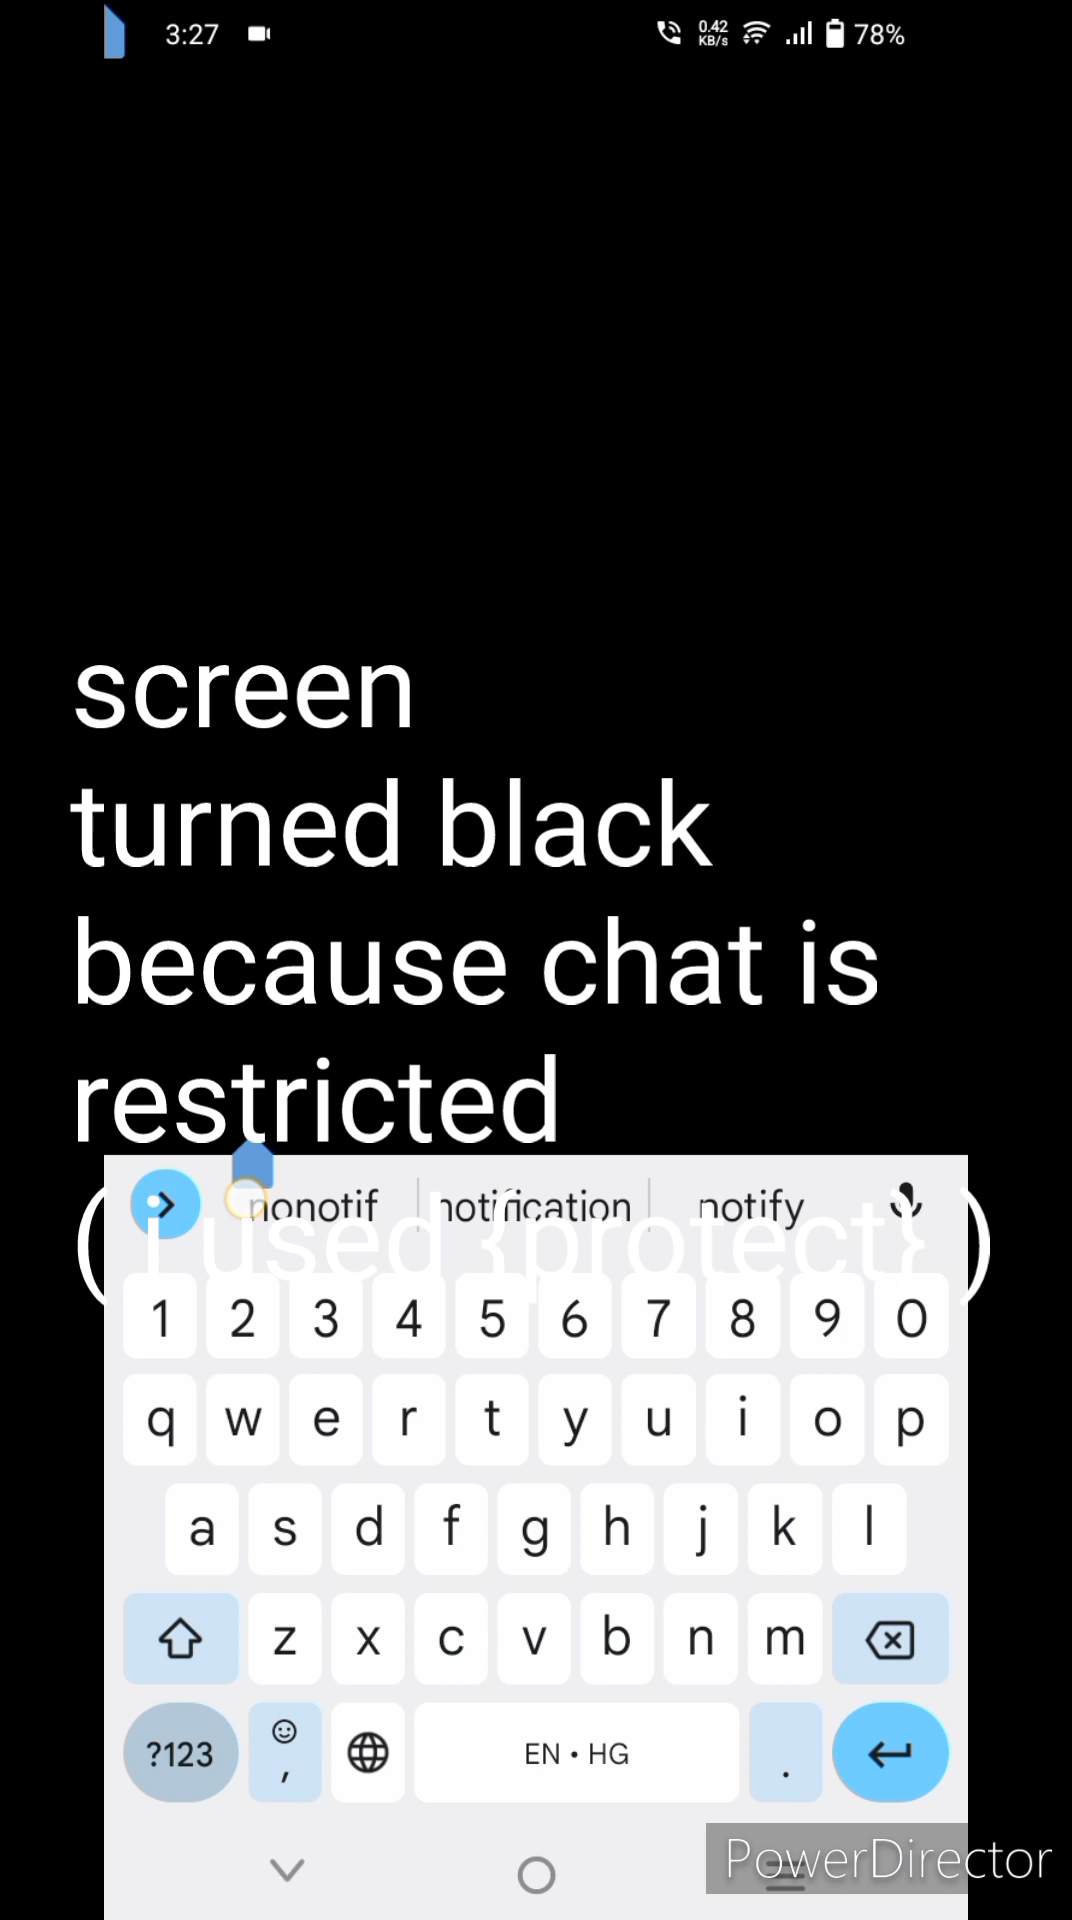 3:27 0.42 KB/s 78%
screen
turned black
because chat is
restricted
( i used {protect} )
nonotif notification notify
1 2 3 4 5 6 7 8 9 0
q w e r t y u i o p
a s d f g h j k l
z x c v b n m
?123 , EN • HG .
PowerDirector